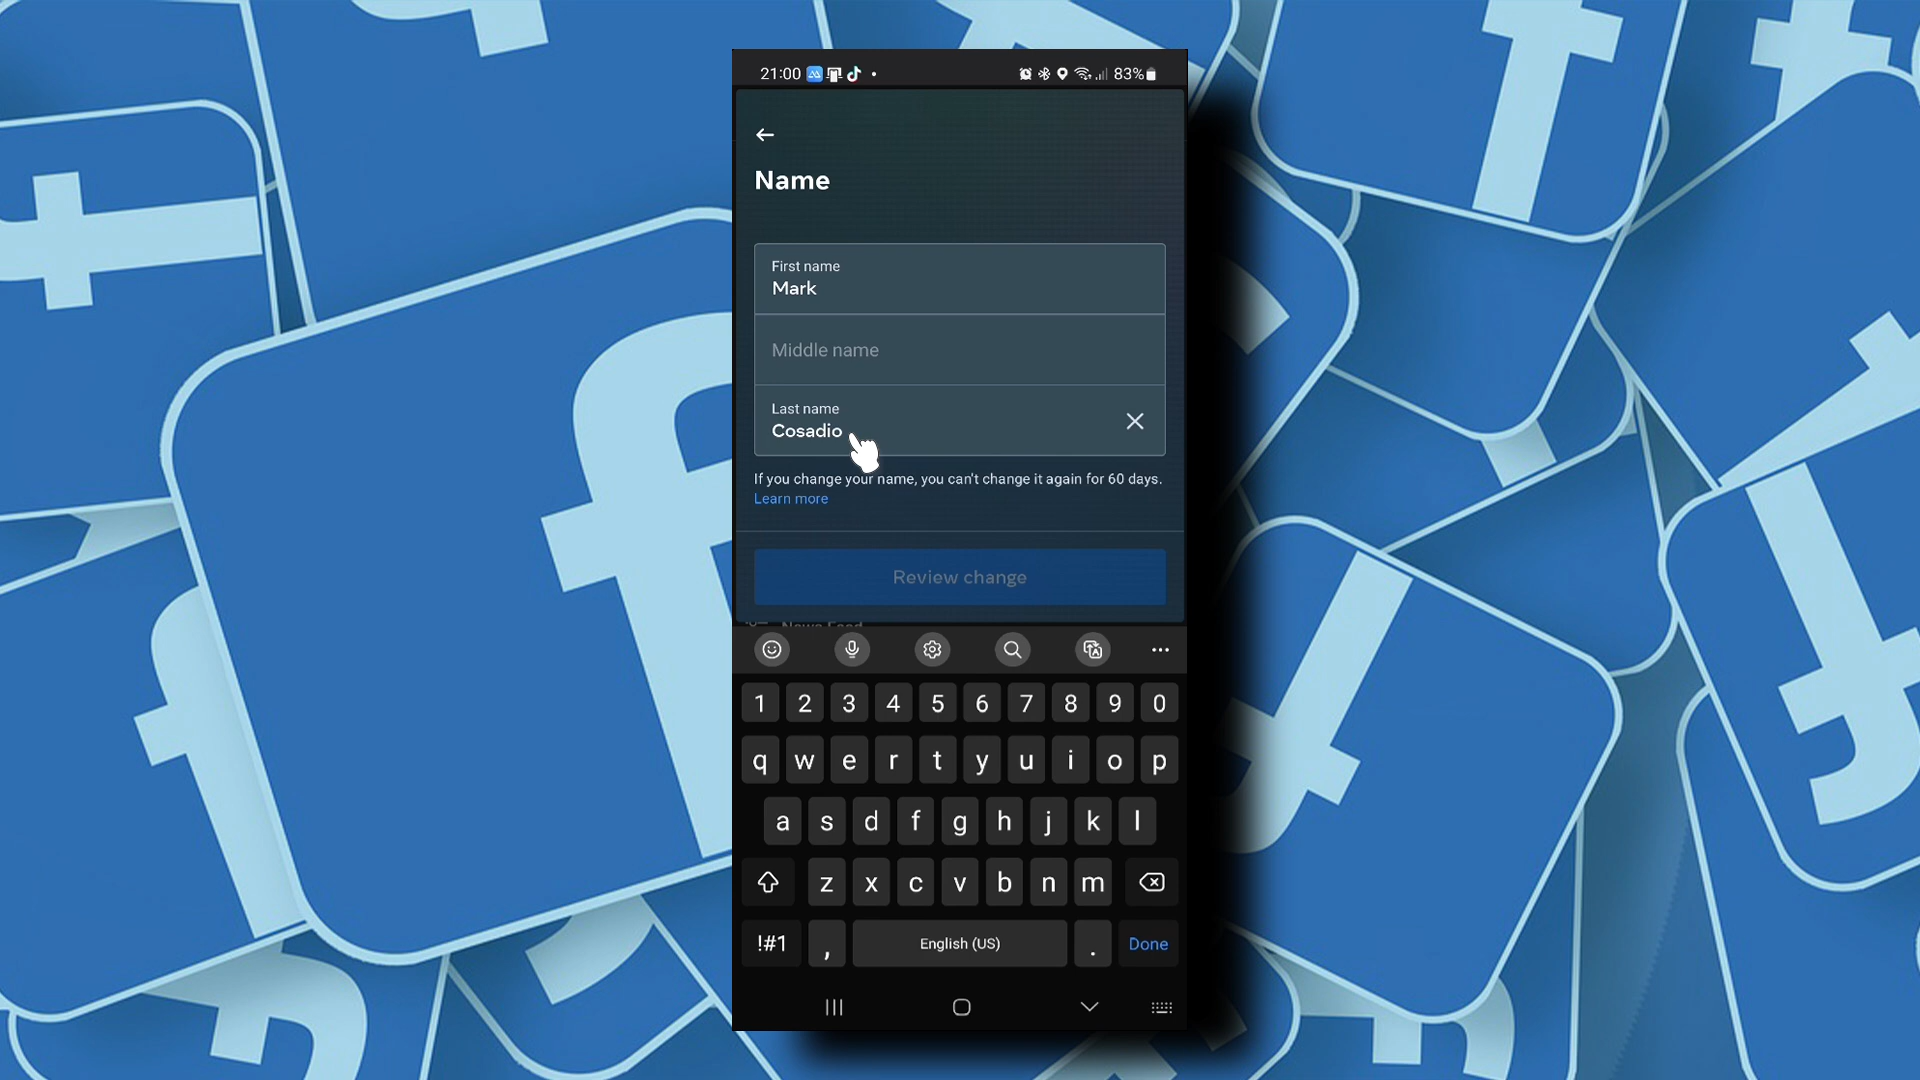 21:00 83%
Name
First name
Mark
Middle name
Last name
Cosadio
If you change your name, you can't change it again for 60 days.
Learn more
Review change
News Feed
1 2 3 4 5 6 7 8 9 0
q w e r t y u i o p
a s d f g h j k l
z x c v b n m
!#1 , English (US) . Done